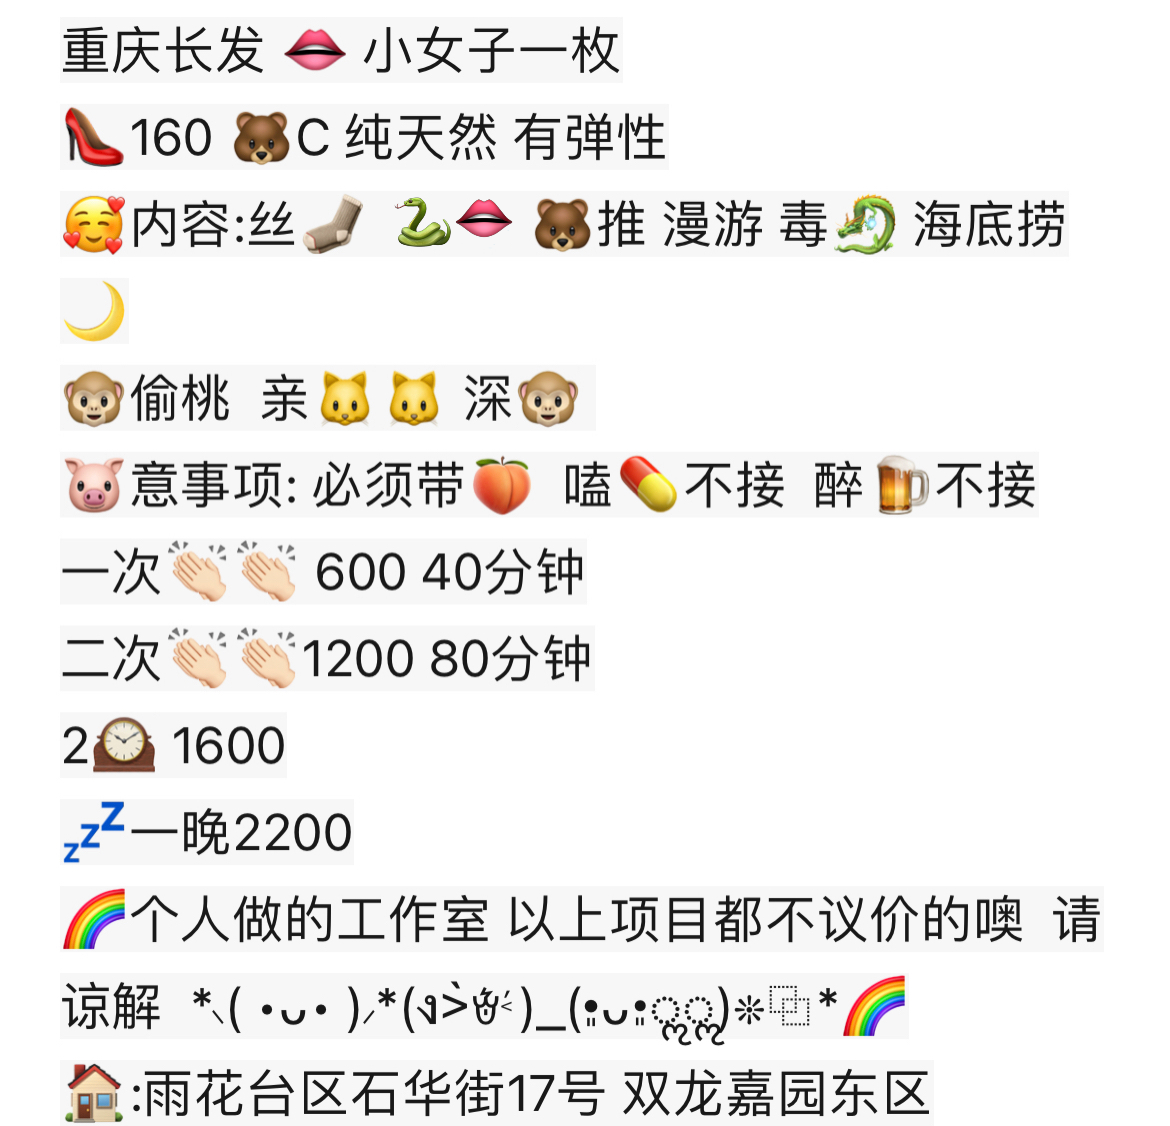 重庆长发 👄 小女子一枚
👠160 🐻C 纯天然 有弹性
🥰内容:丝🧦 🐍👄 🐻推 漫游 毒🐉 海底捞
🌙
🐵偷桃 亲🐱🐱 深🐵
🐷意事项: 必须带🍑 嗑💊不接 醉🍺不接
一次👏🏻👏🏻 600 40分钟
二次👏🏻👏🏻1200 80分钟
2🕰 1600
💤一晚2200
🌈个人做的工作室 以上项目都不议价的噢 请
谅解 *🌈
🏠:雨花台区石华街17号 双龙嘉园东区